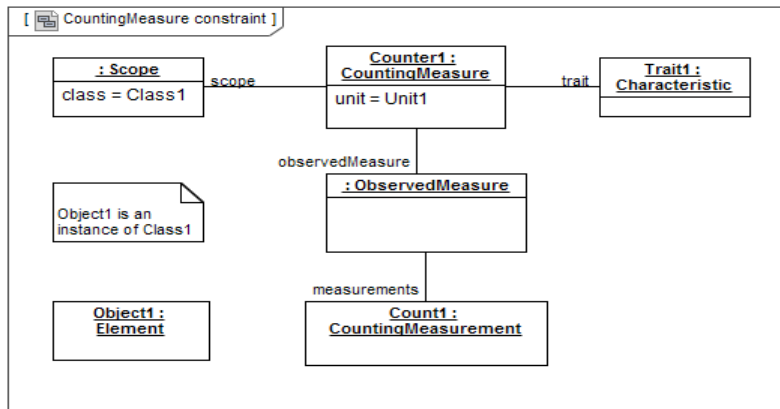 [ CountingMeasure constraint ]
: Scope
class = Class1
scope
Counter1 :
CountingMeasure
unit = Unit1
trait
Trait1 :
Characteristic
observedMeasure
: ObservedMeasure
Object1 is an
instance of Class1
measurements
Object1 :
Element
Count1 :
CountingMeasurement